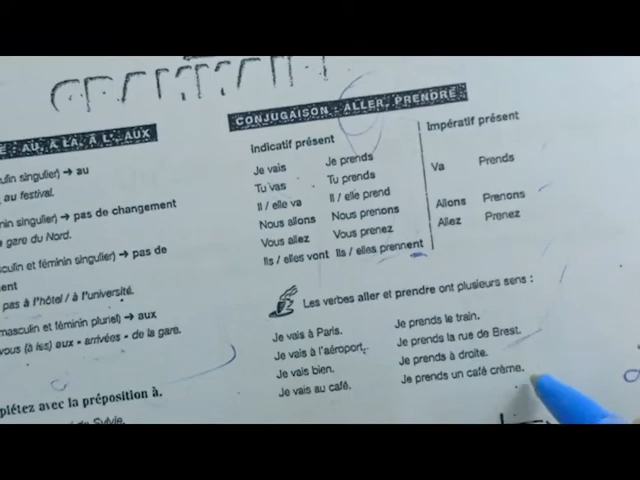 GRAMMAIRE
: AU, À LA, À L', AUX
culin singulier) → au
au festival.
nin singulier) → pas de changement
gare du Nord.
sculin et féminin singulier) → pas de
ent
pas à l'hôtel / à l'université.
masculin et féminin pluriel) → aux
vous (à les) aux « arrivées » de la gare.
plétez avec la préposition à.
Sylvie.
CONJUGAISON : ALLER, PRENDRE
Indicatif présent
Je vais Je prends
Tu vas Tu prends
Il / elle va Il / elle prend
Nous allons Nous prenons
Vous allez Vous prenez
Ils / elles vont Ils / elles prennent
Impératif présent
Va Prends
Allons Prenons
Allez Prenez
Les verbes aller et prendre ont plusieurs sens :
Je vais à Paris. Je prends le train.
Je vais à l'aéroport. Je prends la rue de Brest.
Je vais bien. Je prends à droite.
Je vais au café. Je prends un café crème.